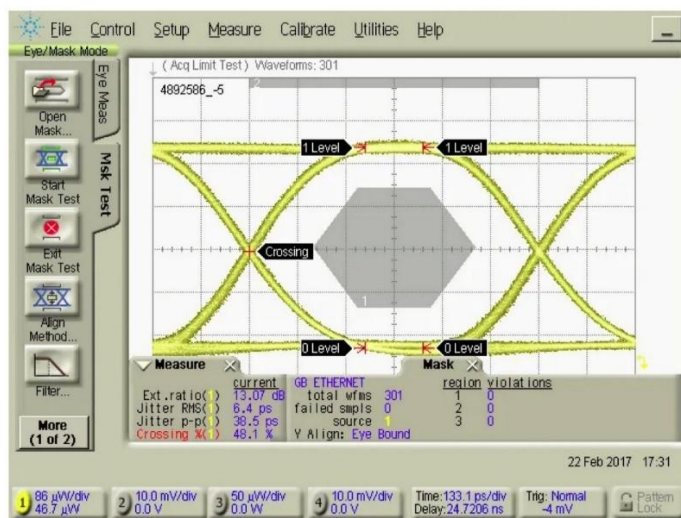 File Control Setup Measure Calibrate Utilities Help
Eye/Mask Mode
( Acq Limit Test ) Waveforms: 301
4892586_-5
2
Eye Meas
Msk Test
Open
Mask...
Start
Mask Test
Exit
Mask Test
Align
Method...
Filter...
More
(1 of 2)
1 Level
1 Level
Crossing
1
0 Level
0 Level
Measure
current
Ext.ratio(1) 13.07 dB
Jitter RMS(1) 6.4 ps
Jitter p-p(1) 38.5 ps
Crossing %(1) 48.1 %
Mask
GB ETHERNET
total wfms 301
failed smpls 0
source 1
Y Align: Eye Bound
region violations
1 0
2 0
3 0
22 Feb 2017 17:31
1 86 µW/div
46.7 µW
2 10.0 mV/div
0.0 V
3 50 µW/div
0.0 W
4 10.0 mV/div
0.0 V
Time:133.1 ps/div
Delay:24.7206 ns
Trig: Normal
-4 mV
Pattern
Lock